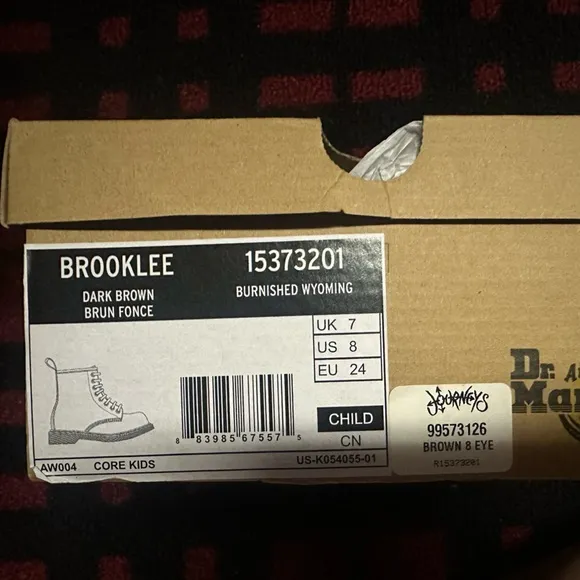 BROOKLEE 15373201
DARK BROWN BURNISHED WYOMING
BRUN FONCE
UK 7
US 8
EU 24
CHILD
8 83985 67557 5
CN
AW004 CORE KIDS US-K054055-01
Dr.
JOURNEYS
99573126
BROWN 8 EYE
R15373201